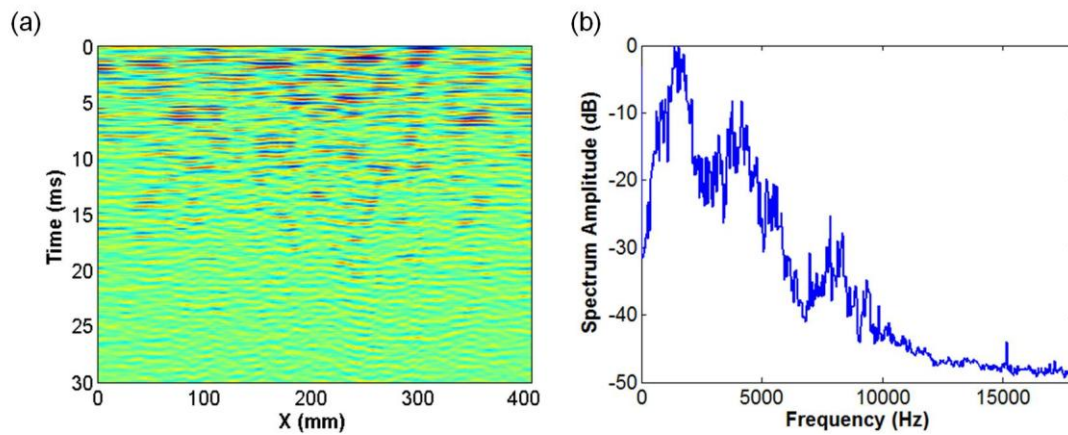 (a)
0
5
10
15
20
25
30
Time (ms)
0 100 200 300 400
X (mm)
(b)
0
-10
-20
-30
-40
-50
Spectrum Amplitude (dB)
0 5000 10000 15000
Frequency (Hz)